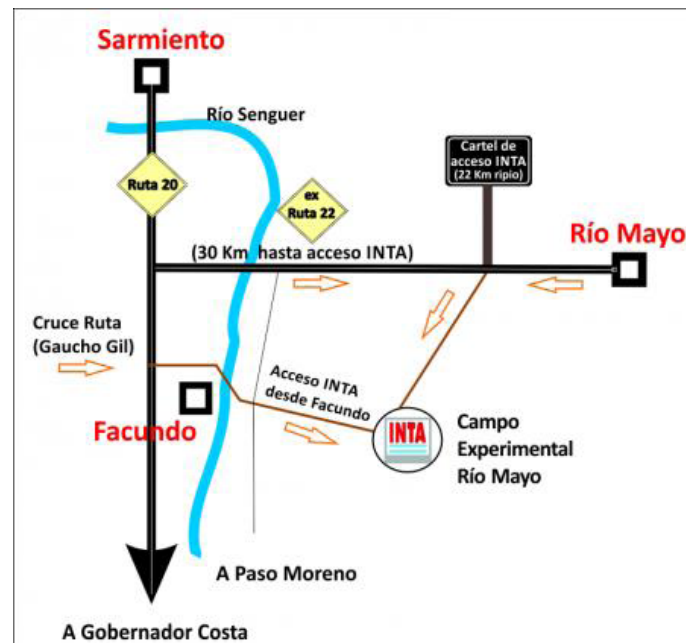 Sarmiento
Río Senguer
Cartel de
acceso INTA
(22 Km ripio)
Ruta 20
ex
Ruta 22
Río Mayo
(30 Km hasta acceso INTA)
Cruce Ruta
(Gaucho Gil)
Acceso INTA
desde Facundo
Facundo
INTA
Campo
Experimental
Río Mayo
A Paso Moreno
A Gobernador Costa